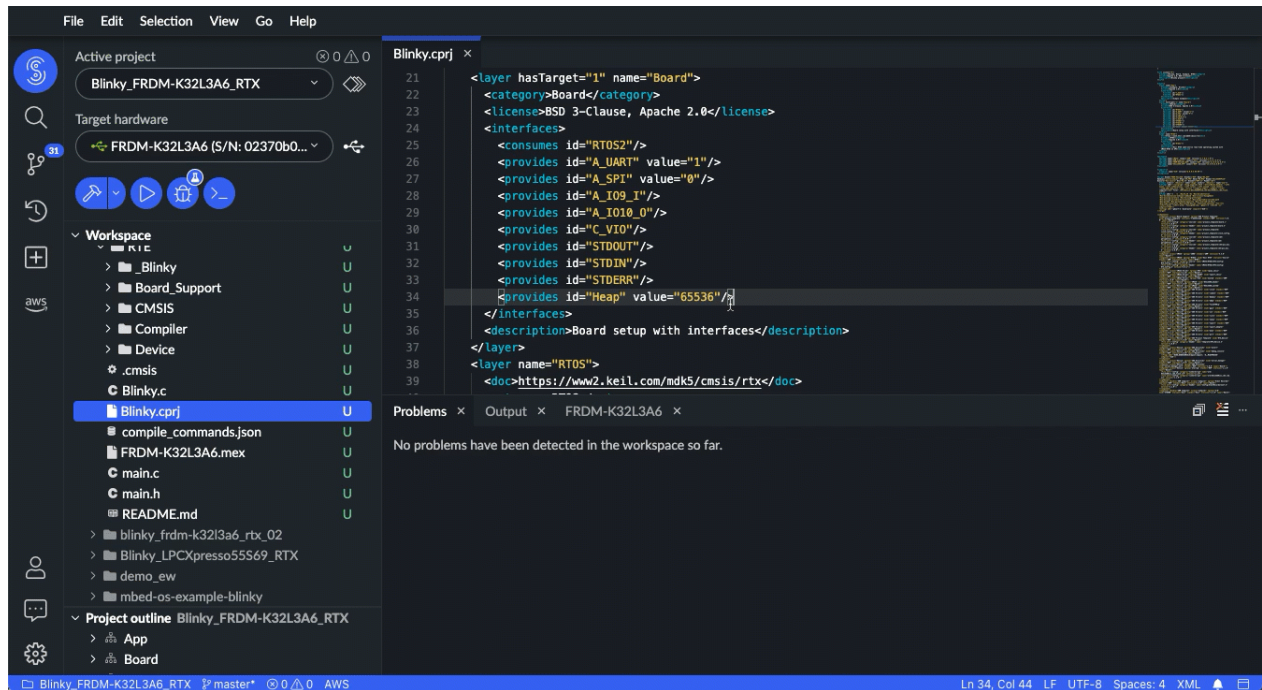 File Edit Selection View Go Help
Active project
0 0
Blinky_FRDM-K32L3A6_RTX
Target hardware
FRDM-K32L3A6 (S/N: 02370b0...
31
aws
Workspace
RTE U
_Blinky U
Board_Support U
CMSIS U
Compiler U
Device U
.cmsis U
C Blinky.c U
Blinky.cprj U
compile_commands.json U
FRDM-K32L3A6.mex U
C main.c U
C main.h U
README.md U
blinky_frdm-k32l3a6_rtx_02
Blinky_LPCXpresso55S69_RTX
demo_ew
mbed-os-example-blinky
Project outline Blinky_FRDM-K32L3A6_RTX
App
Board
Blinky.cprj ×
21 <layer hasTarget="1" name="Board">
22 <category>Board</category>
23 <license>BSD 3-Clause, Apache 2.0</license>
24 <interfaces>
25 <consumes id="RTOS2"/>
26 <provides id="A_UART" value="1"/>
27 <provides id="A_SPI" value="0"/>
28 <provides id="A_IO9_I"/>
29 <provides id="A_IO10_O"/>
30 <provides id="C_VIO"/>
31 <provides id="STDOUT"/>
32 <provides id="STDIN"/>
33 <provides id="STDERR"/>
34 <provides id="Heap" value="65536"/>
35 </interfaces>
36 <description>Board setup with interfaces</description>
37 </layer>
38 <layer name="RTOS">
39 <doc>https://www2.keil.com/mdk5/cmsis/rtx</doc>
Problems × Output × FRDM-K32L3A6 ×
No problems have been detected in the workspace so far.
Blinky_FRDM-K32L3A6_RTX master* 0 0 AWS
Ln 34, Col 44 LF UTF-8 Spaces: 4 XML